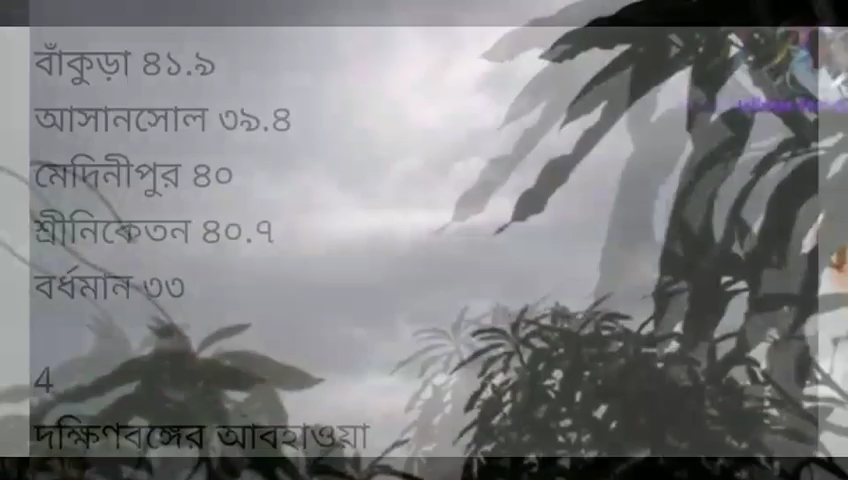 বাঁকুড়া ৪১.৯
আসানসোল ৩৯.৪
মেদিনীপুর ৪০
শ্রীনিকেতন ৪০.৭
বর্ধমান ৩৩
4
দক্ষিণবঙ্গের আবহাওয়া